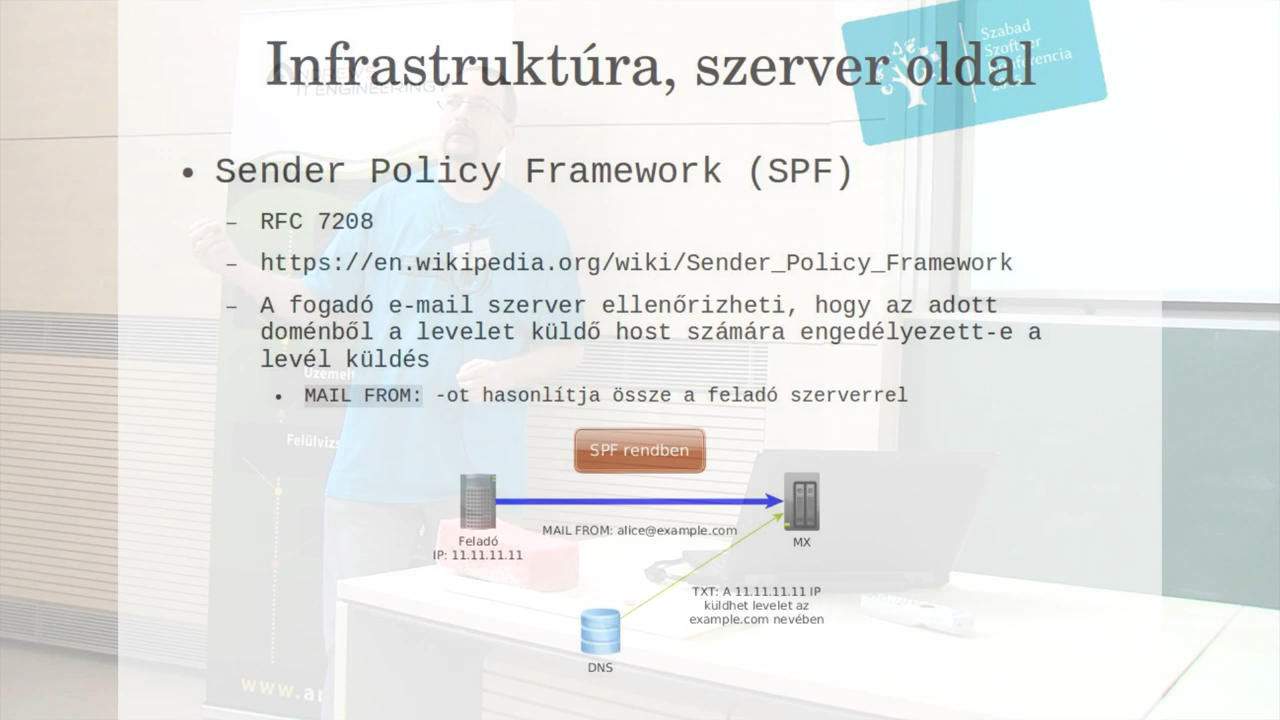 Infrastruktúra, szerver oldal
Szabad
IT ENGINEERING
• Sender Policy Framework (SPF)
– RFC 7208
– https://en.wikipedia.org/wiki/Sender_Policy_Framework
– A fogadó e-mail szerver ellenőrizheti, hogy az adott
doménből a levelet küldő host számára engedélyezett-e a
levél küldés
• MAIL FROM: -ot hasonlítja össze a feladó szerverrel
SPF rendben
MAIL FROM: alice@example.com
Feladó
IP: 11.11.11.11
MX
TXT: A 11.11.11.11 IP
küldhet levelet az
example.com nevében
DNS